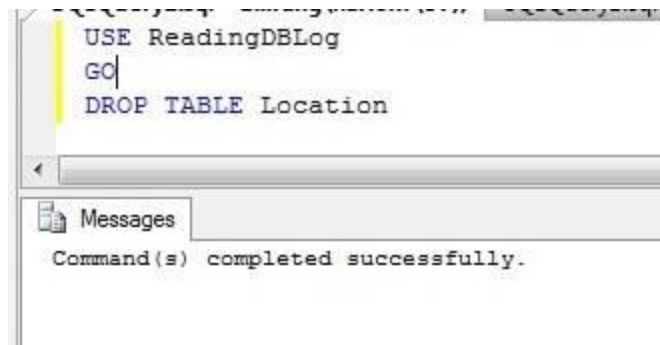 USE ReadingDBLog
GO
DROP TABLE Location
Messages
Command(s) completed successfully.